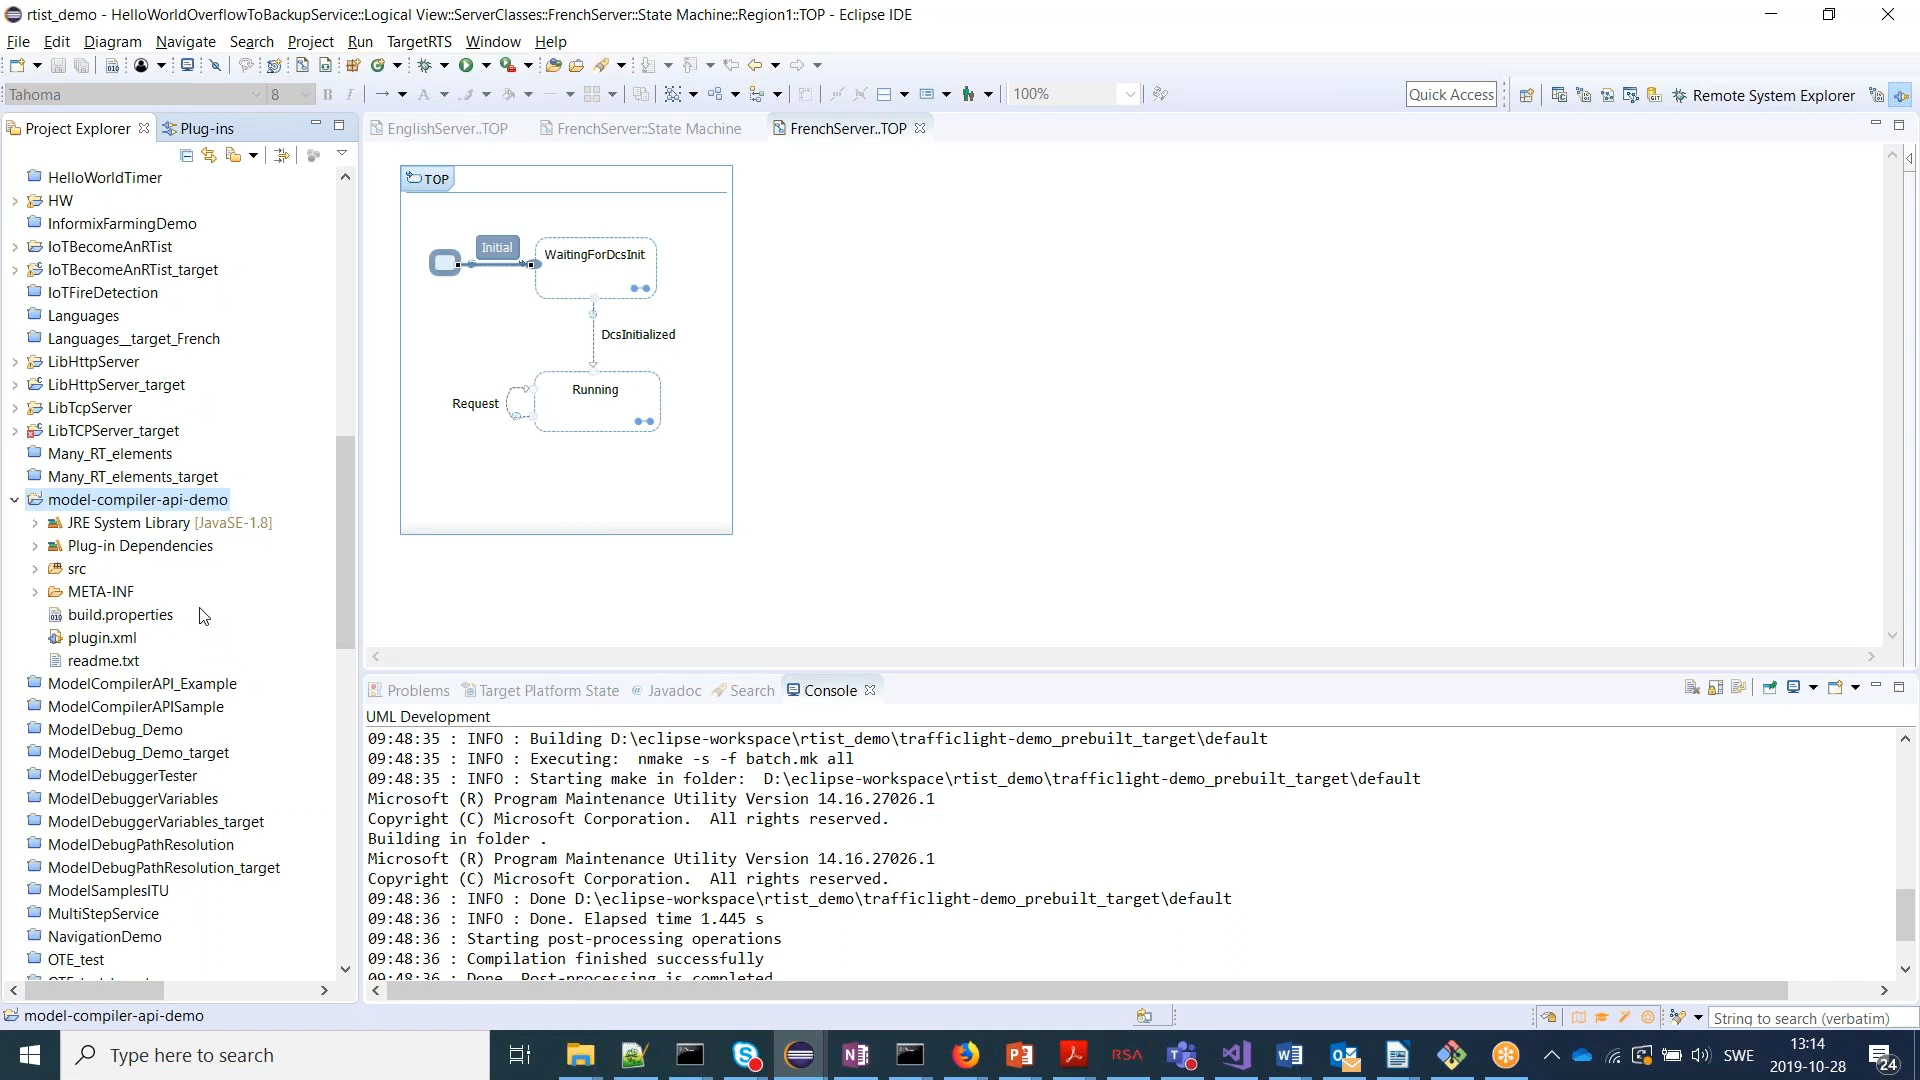 rtist_demo - HelloWorldOverflowToBackupService::Logical View::ServerClasses::FrenchServer::State Machine::Region1::TOP - Eclipse IDE
File Edit Diagram Navigate Search Project Run TargetRTS Window Help
Tahoma 8 B I A 100% Quick Access Remote System Explorer
Project Explorer Plug-ins
EnglishServer..TOP FrenchServer::State Machine FrenchServer..TOP
HelloWorldTimer
HW
InformixFarmingDemo
IoTBecomeAnRTist
IoTBecomeAnRTist_target
IoTFireDetection
Languages
Languages__target_French
LibHttpServer
LibHttpServer_target
LibTcpServer
LibTCPServer_target
Many_RT_elements
Many_RT_elements_target
model-compiler-api-demo
JRE System Library [JavaSE-1.8]
Plug-in Dependencies
src
META-INF
build.properties
plugin.xml
readme.txt
ModelCompilerAPI_Example
ModelCompilerAPISample
ModelDebug_Demo
ModelDebug_Demo_target
ModelDebuggerTester
ModelDebuggerVariables
ModelDebuggerVariables_target
ModelDebugPathResolution
ModelDebugPathResolution_target
ModelSamplesITU
MultiStepService
NavigationDemo
OTE_test
TOP
Initial
WaitingForDcsInit
DcsInitialized
Running
Request
Problems Target Platform State Javadoc Search Console
UML Development
09:48:35 : INFO : Building D:\eclipse-workspace\rtist_demo\trafficlight-demo_prebuilt_target\default
09:48:35 : INFO : Executing: nmake -s -f batch.mk all
09:48:35 : INFO : Starting make in folder: D:\eclipse-workspace\rtist_demo\trafficlight-demo_prebuilt_target\default
Microsoft (R) Program Maintenance Utility Version 14.16.27026.1
Copyright (C) Microsoft Corporation. All rights reserved.
Building in folder .
Microsoft (R) Program Maintenance Utility Version 14.16.27026.1
Copyright (C) Microsoft Corporation. All rights reserved.
09:48:36 : INFO : Done D:\eclipse-workspace\rtist_demo\trafficlight-demo_prebuilt_target\default
09:48:36 : INFO : Done. Elapsed time 1.445 s
09:48:36 : Starting post-processing operations
09:48:36 : Compilation finished successfully
09:48:36 : Done. Post-processing is completed
model-compiler-api-demo
String to search (verbatim)
Type here to search
RSA
SWE
13:14
2019-10-28
24